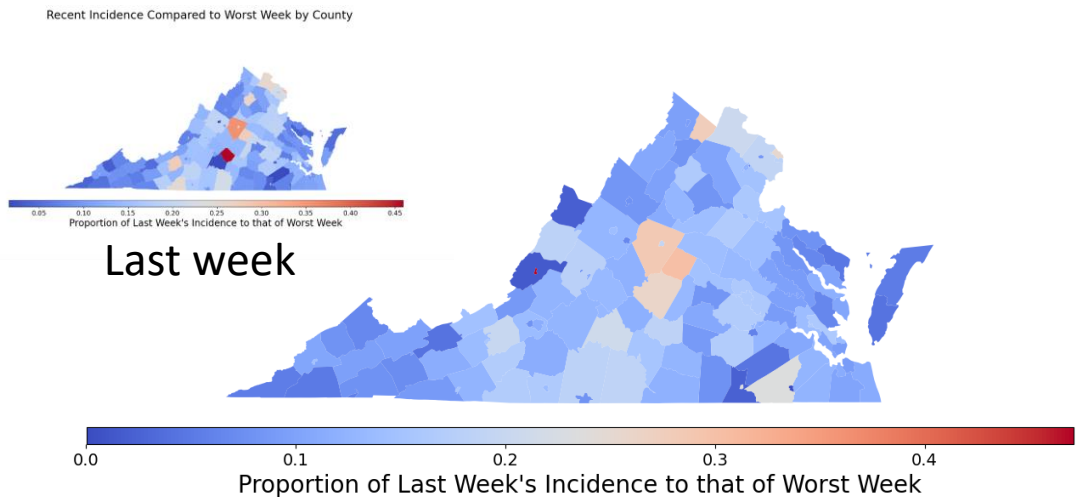 Recent Incidence Compared to Worst Week by County
0.05 0.10 0.15 0.20 0.25 0.30 0.35 0.40 0.45
Proportion of Last Week's Incidence to that of Worst Week
Last week
0.0 0.1 0.2 0.3 0.4
Proportion of Last Week's Incidence to that of Worst Week